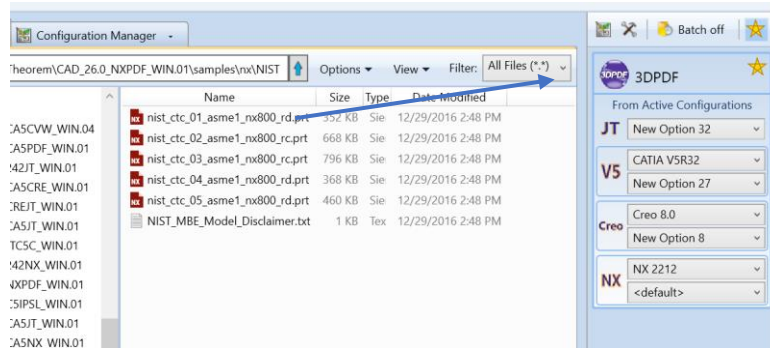 Configuration Manager
Batch off
Theorem\CAD_26.0_NXPDF_WIN.01\samples\nx\NIST
Options View Filter: All Files (*.*)
3DPDF
3DPDF
From Active Configurations
Name Size Type Date Modified
nist_ctc_01_asme1_nx800_rd.prt 352 KB Sie 12/29/2016 2:48 PM
nist_ctc_02_asme1_nx800_rc.prt 668 KB Sie 12/29/2016 2:48 PM
nist_ctc_03_asme1_nx800_rc.prt 796 KB Sie 12/29/2016 2:48 PM
nist_ctc_04_asme1_nx800_rd.prt 368 KB Sie 12/29/2016 2:48 PM
nist_ctc_05_asme1_nx800_rd.prt 460 KB Sie 12/29/2016 2:48 PM
NIST_MBE_Model_Disclaimer.txt 1 KB Tex 12/29/2016 2:48 PM
CA5CVW_WIN.04
CA5PDF_WIN.01
242JT_WIN.01
CA5CRE_WIN.01
CREJT_WIN.01
CA5JT_WIN.01
TC5C_WIN.01
242NX_WIN.01
NXPDF_WIN.01
C5IPSL_WIN.01
CA5JT_WIN.01
CA5NX_WIN.01
JT New Option 32
V5 CATIA V5R32
New Option 27
Creo Creo 8.0
New Option 8
NX NX 2212
<default>